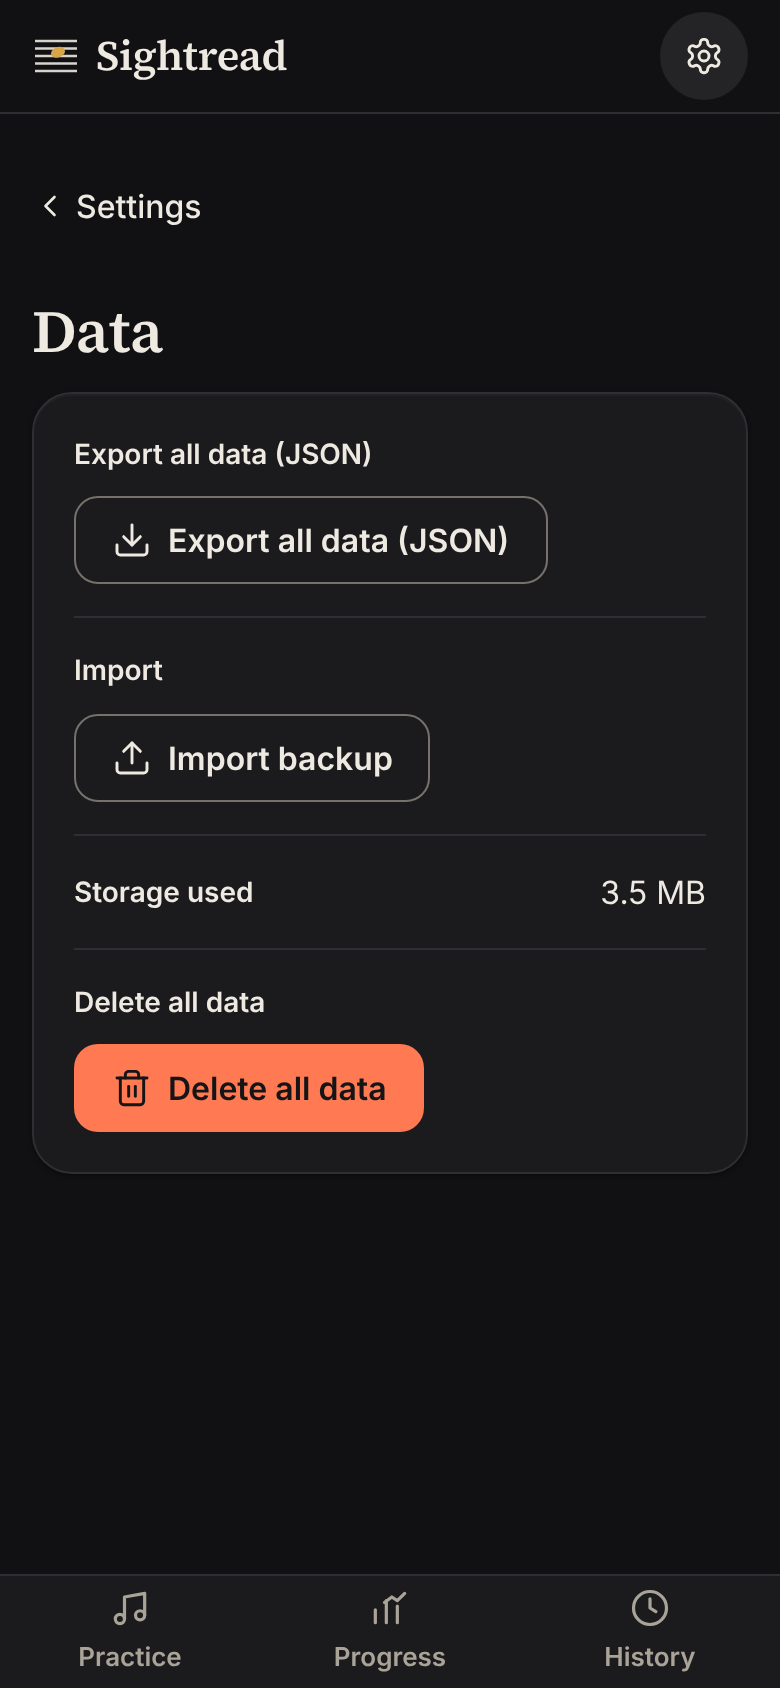 Sightread
Settings
Data
Export all data (JSON)
Export all data (JSON)
Import
Import backup
Storage used 3.5 MB
Delete all data
Delete all data
Practice Progress History